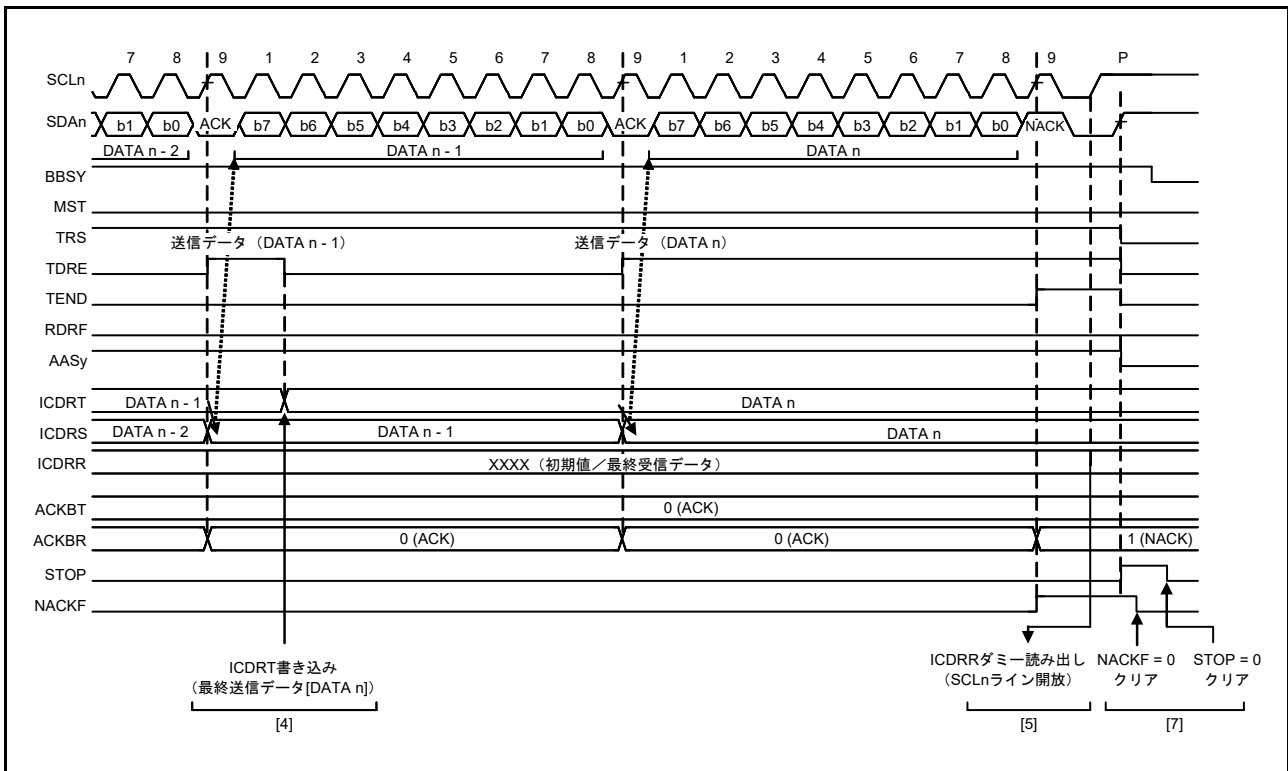 7 8 9 1 2 3 4 5 6 7 8 9 1 2 3 4 5 6 7 8 9 P
SCLn
SDAn b1 b0 ACK b7 b6 b5 b4 b3 b2 b1 b0 ACK b7 b6 b5 b4 b3 b2 b1 b0 NACK
DATA n - 2 DATA n - 1 DATA n
BBSY
MST
TRS
送信データ（DATA n - 1） 送信データ（DATA n）
TDRE
TEND
RDRF
AASy
ICDRT DATA n - 1 DATA n
ICDRS DATA n - 2 DATA n - 1 DATA n
ICDRR XXXX（初期値／最終受信データ）
ACKBT 0 (ACK)
ACKBR 0 (ACK) 0 (ACK) 1 (NACK)
STOP
NACKF
ICDRT書き込み
（最終送信データ[DATA n]）
[4]
ICDRRダミー読み出し
（SCLnライン開放）
[5]
NACKF = 0
クリア
STOP = 0
クリア
[7]